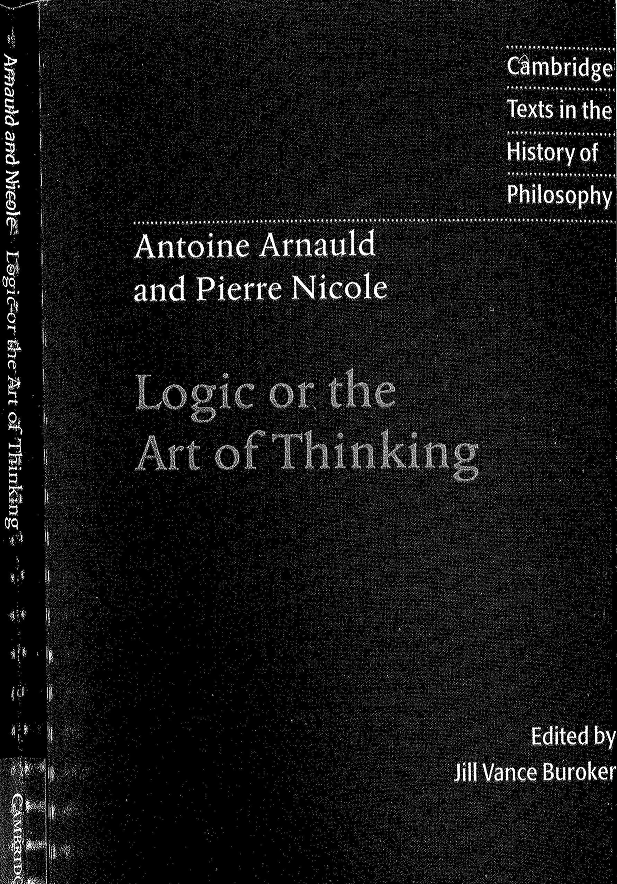 Cambridge
Texts in the
History of
Philosophy
Antoine Arnauld
and Pierre Nicole
Logic or the
Art of Thinking
Edited by
Jill Vance Buroker
Arnauld and Nicole Logic or the Art of Thinking